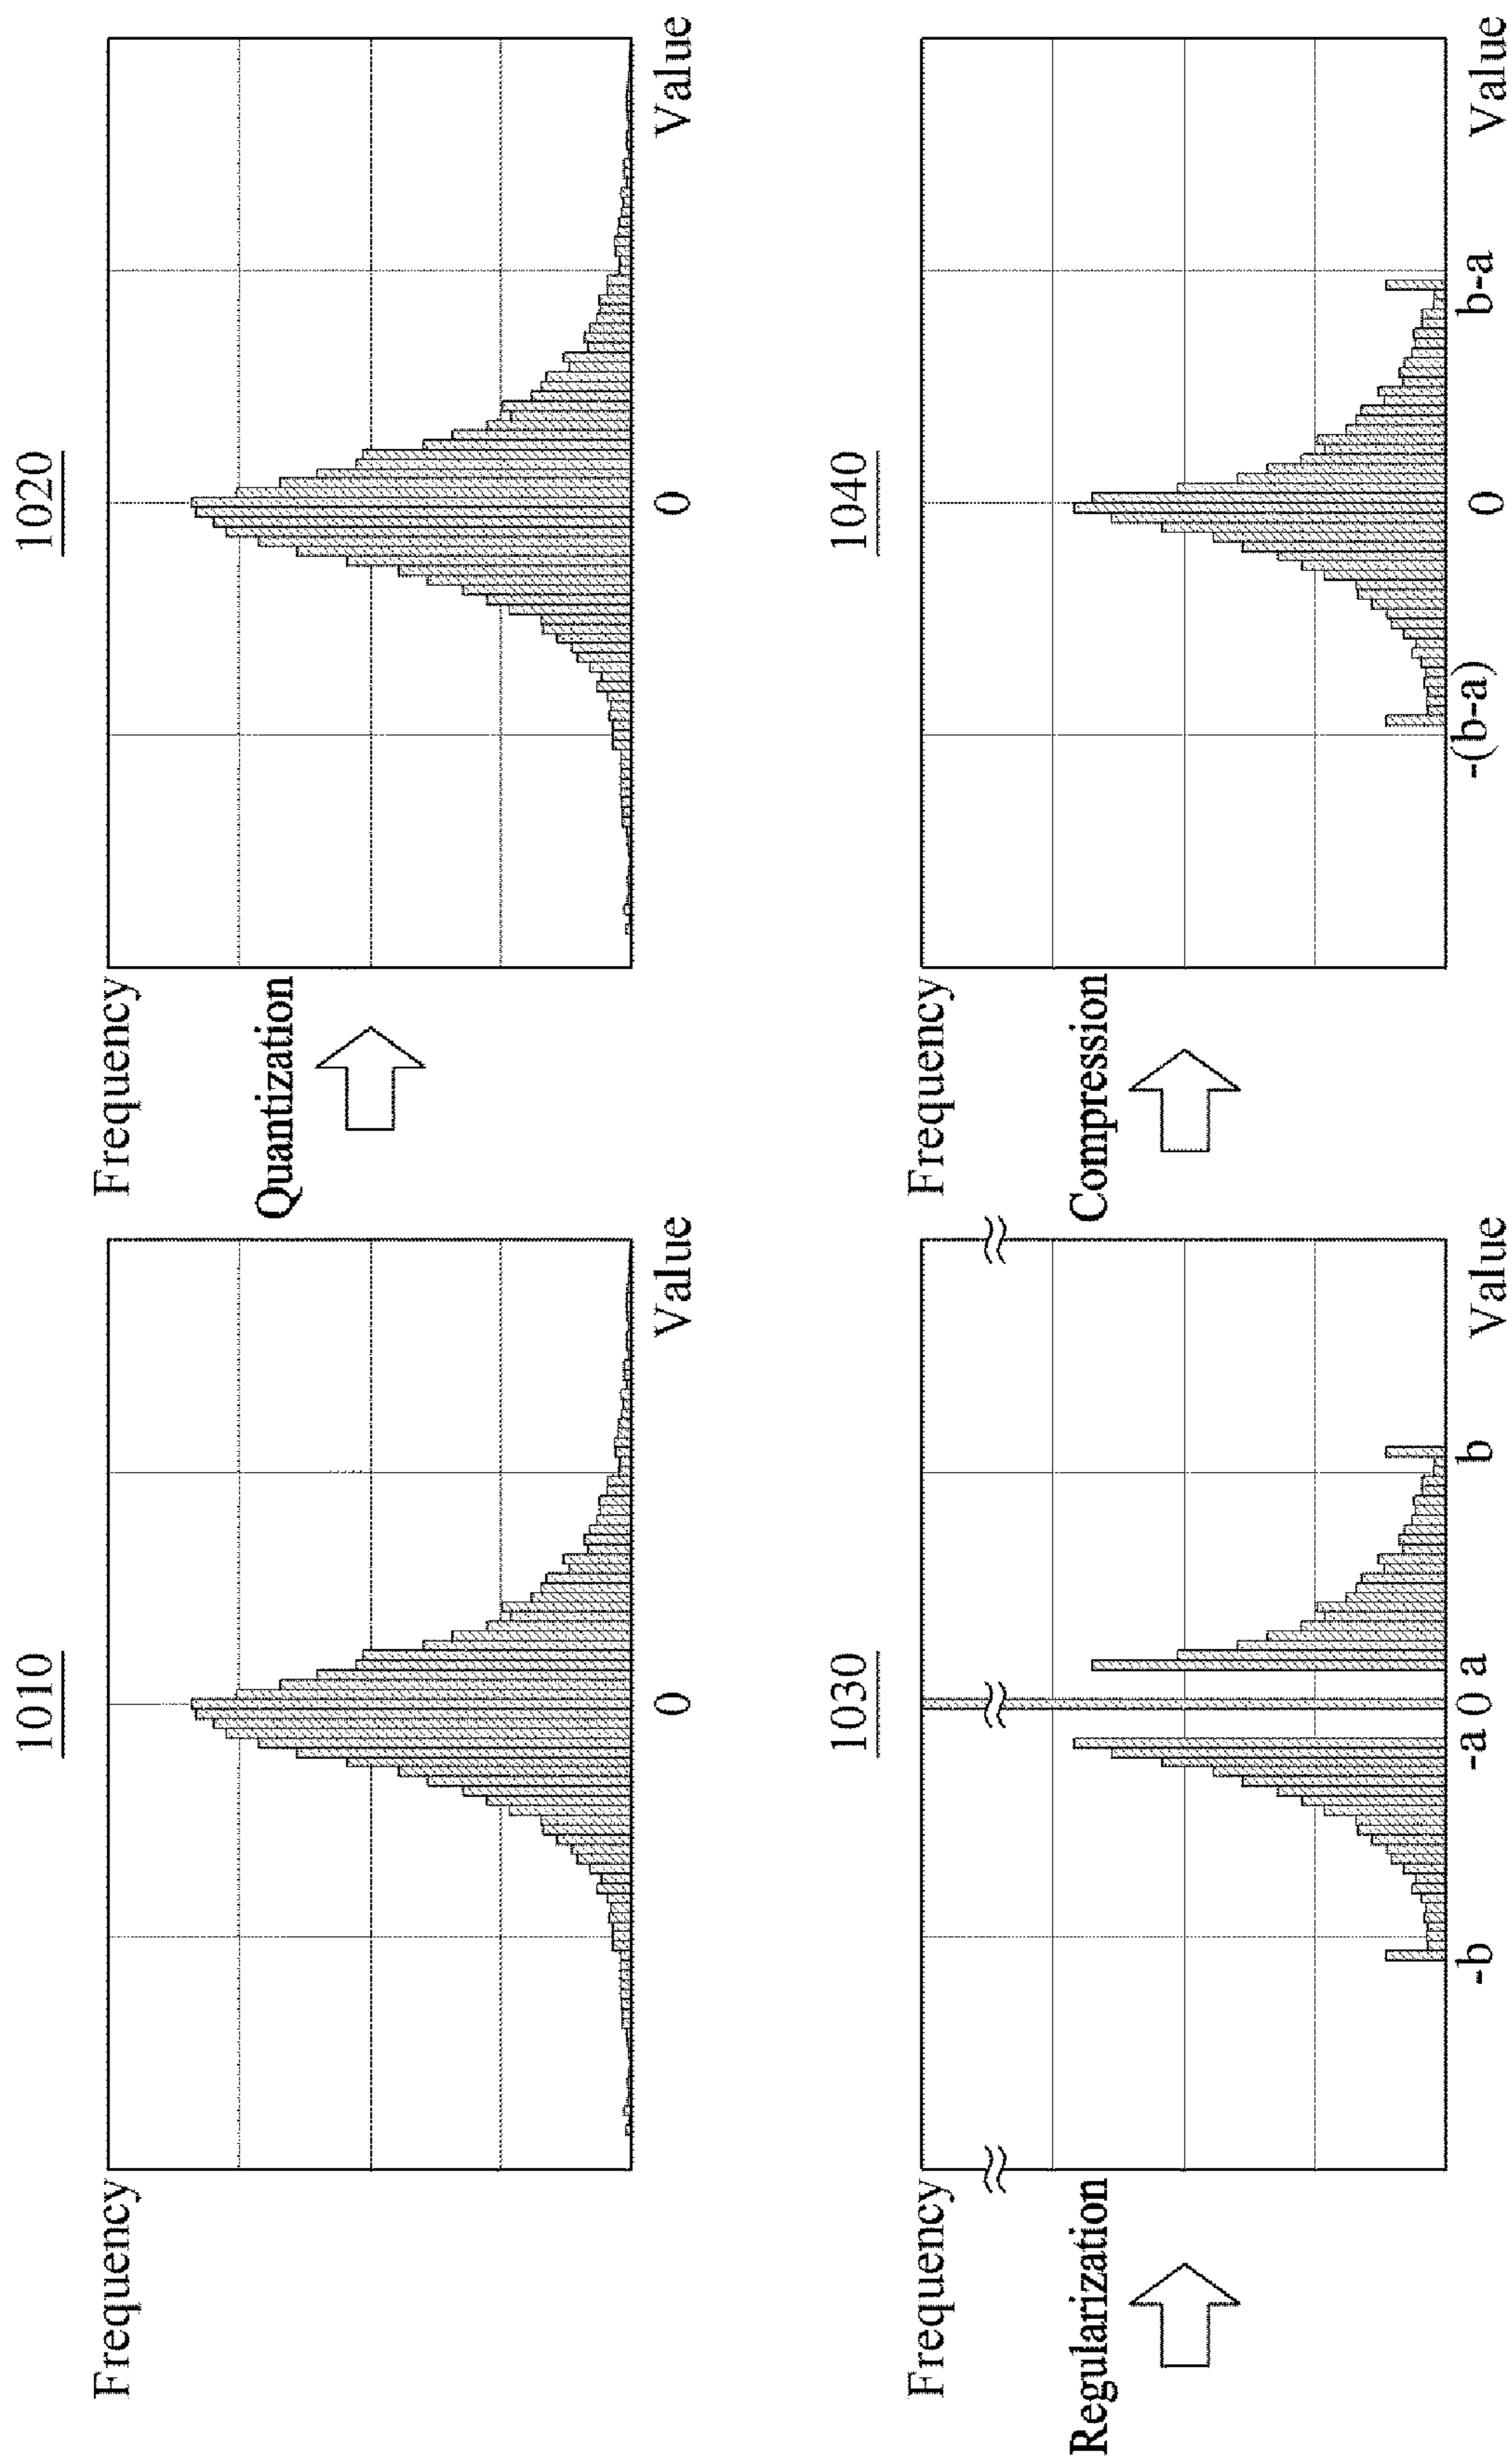 1010
Frequency
0
Value
Quantization
1020
Frequency
0
Value
Regularization
1030
Frequency
-b
-a
0
a
b
Value
Compression
1040
Frequency
-(b-a)
0
b-a
Value